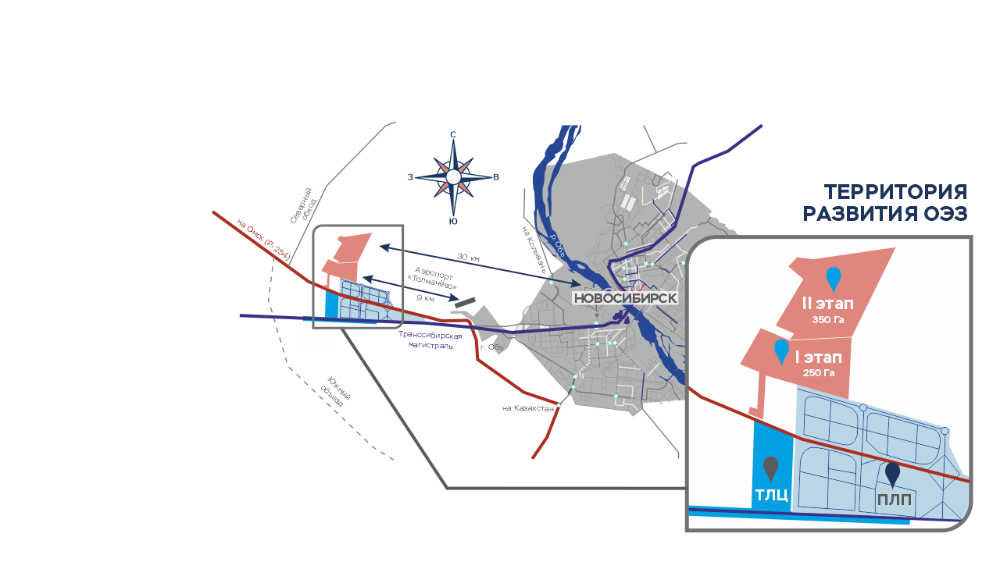 С
З
В
Ю
ТЕРРИТОРИЯ
РАЗВИТИЯ ОЭЗ
Северный
обход
на Омск (Р-254)
30 км
Аэропорт
«Толмачёво»
9 км
на Колывань
р. Обь
НОВОСИБИРСК
Транссибирская
магистраль
г. Обь
Южный
объезд
на Казахстан
II этап
350 Га
I этап
250 Га
ТЛЦ
ПЛП